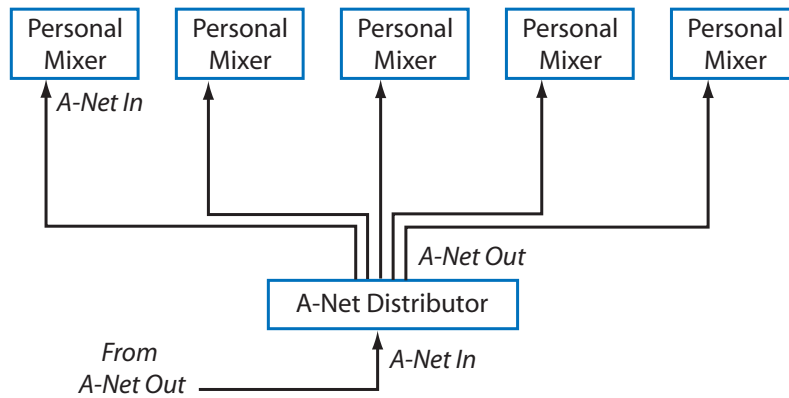 Personal
Mixer
Personal
Mixer
Personal
Mixer
Personal
Mixer
Personal
Mixer
A-Net In
A-Net Out
A-Net Distributor
From
A-Net Out
A-Net In